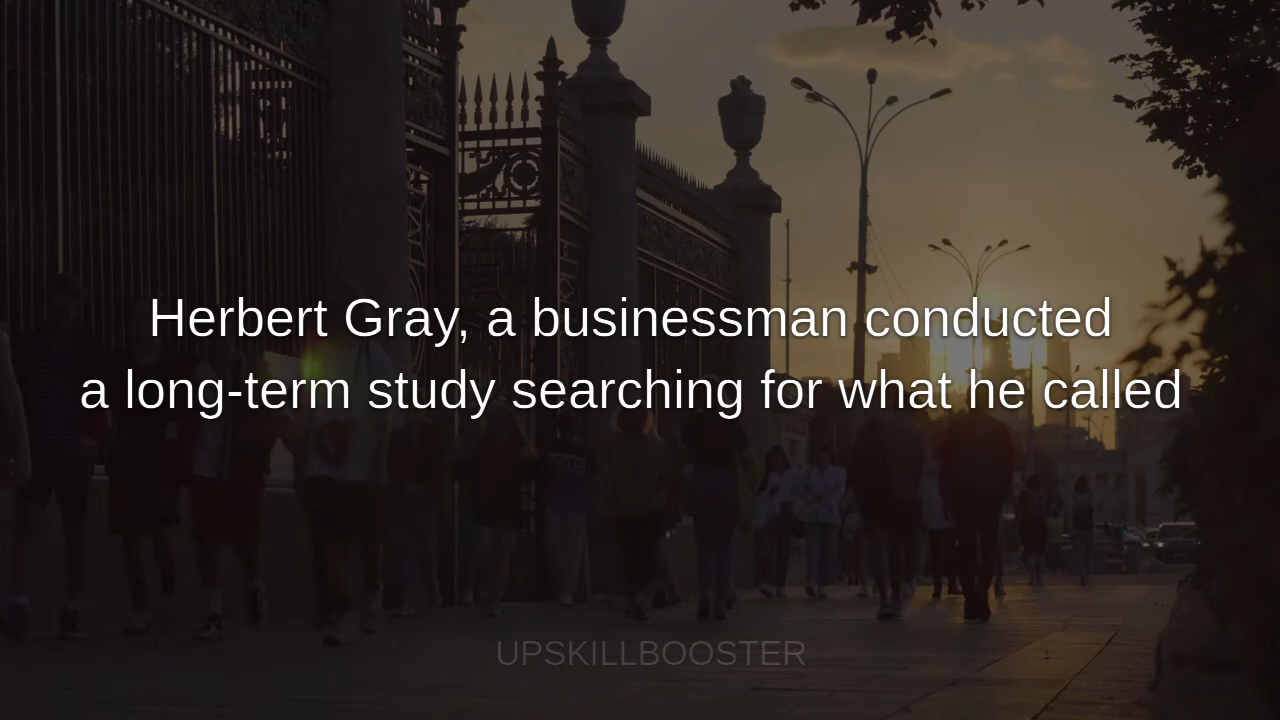 Herbert Gray, a businessman conducted
a long-term study searching for what he called
UPSKILLBOOSTER